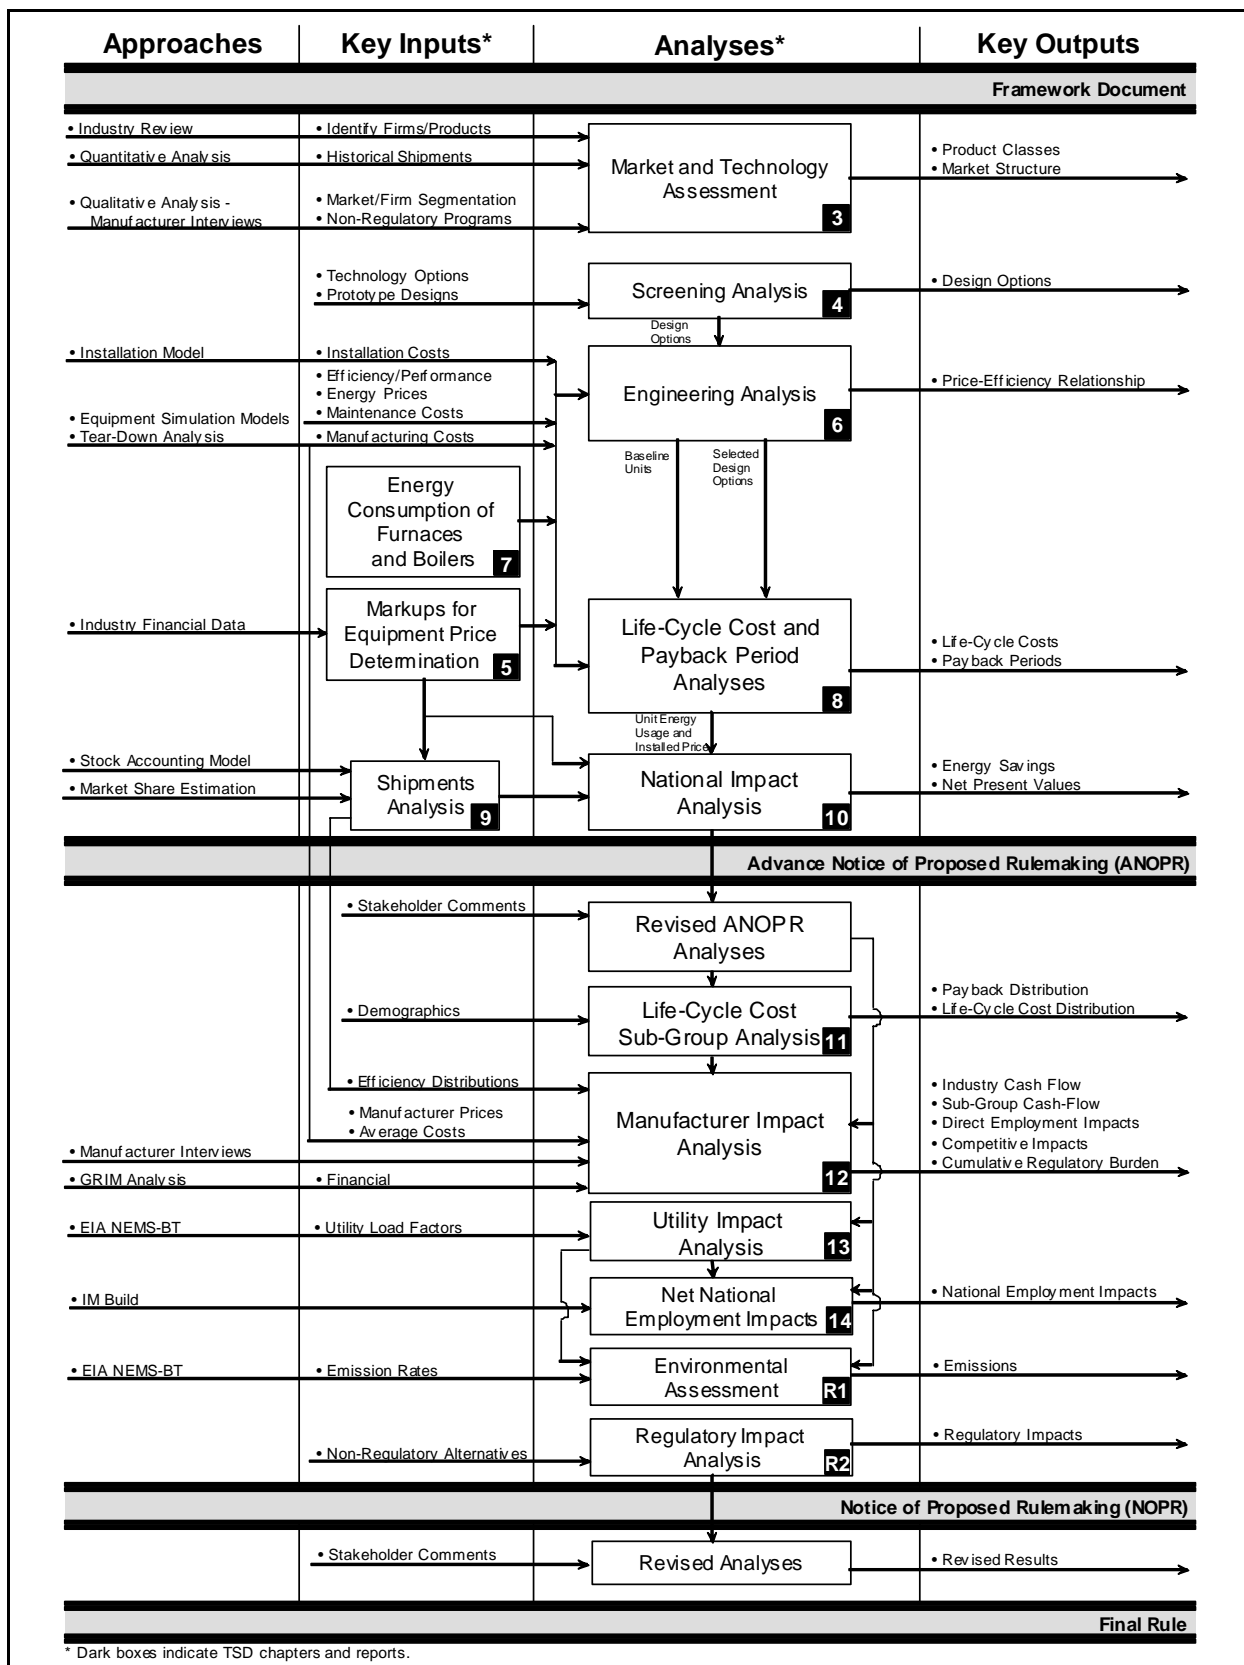 Approaches
Key Inputs*
Analyses*
Key Outputs
Framework Document
• Industry Review
• Identify Firms/Products
• Quantitative Analysis
• Historical Shipments
• Qualitative Analysis -
Manufacturer Interviews
• Market/Firm Segmentation
• Non-Regulatory Programs
Market and Technology
Assessment
3
• Product Classes
• Market Structure
• Technology Options
• Prototype Designs
Screening Analysis
4
• Design Options
Design
Options
• Installation Model
• Installation Costs
• Efficiency/Performance
• Energy Prices
• Maintenance Costs
• Equipment Simulation Models
• Tear-Down Analysis
• Manufacturing Costs
Engineering Analysis
6
• Price-Efficiency Relationship
Baseline
Units
Selected
Design
Options
Energy
Consumption of
Furnaces
and Boilers
7
• Industry Financial Data
Markups for
Equipment Price
Determination
5
Life-Cycle Cost and
Payback Period
Analyses
8
• Life-Cycle Costs
• Payback Periods
Unit Energy
Usage and
Installed Price
• Stock Accounting Model
• Market Share Estimation
Shipments
Analysis
9
National Impact
Analysis
10
• Energy Savings
• Net Present Values
Advance Notice of Proposed Rulemaking (ANOPR)
• Stakeholder Comments
Revised ANOPR
Analyses
• Demographics
Life-Cycle Cost
Sub-Group Analysis
11
• Payback Distribution
• Life-Cycle Cost Distribution
• Efficiency Distributions
• Manufacturer Prices
• Average Costs
• Manufacturer Interviews
• GRIM Analysis
• Financial
Manufacturer Impact
Analysis
12
• Industry Cash Flow
• Sub-Group Cash-Flow
• Direct Employment Impacts
• Competitive Impacts
• Cumulative Regulatory Burden
• EIA NEMS-BT
• Utility Load Factors
Utility Impact
Analysis
13
• IM Build
Net National
Employment Impacts
14
• National Employment Impacts
• EIA NEMS-BT
• Emission Rates
Environmental
Assessment
R1
• Emissions
• Non-Regulatory Alternatives
Regulatory Impact
Analysis
R2
• Regulatory Impacts
Notice of Proposed Rulemaking (NOPR)
• Stakeholder Comments
Revised Analyses
• Revised Results
Final Rule
* Dark boxes indicate TSD chapters and reports.